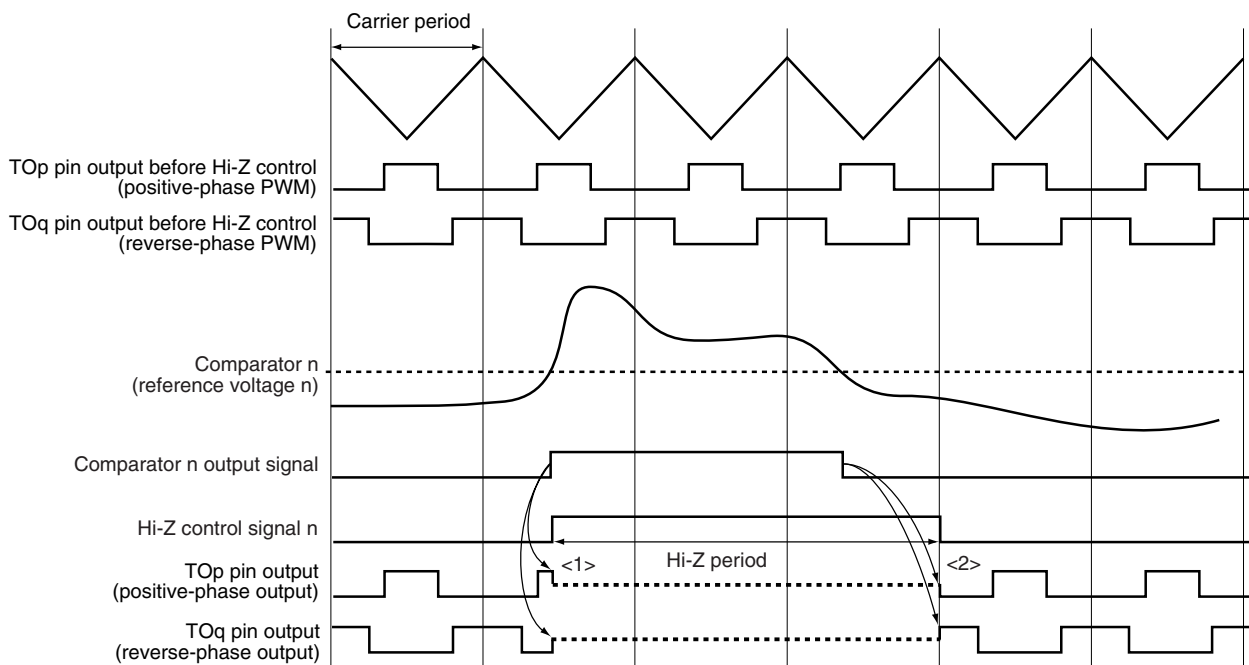 Carrier period
TOp pin output before Hi-Z control
(positive-phase PWM)
TOq pin output before Hi-Z control
(reverse-phase PWM)
Comparator n
(reference voltage n)
Comparator n output signal
Hi-Z control signal n
<1>
Hi-Z period
<2>
TOp pin output
(positive-phase output)
TOq pin output
(reverse-phase output)